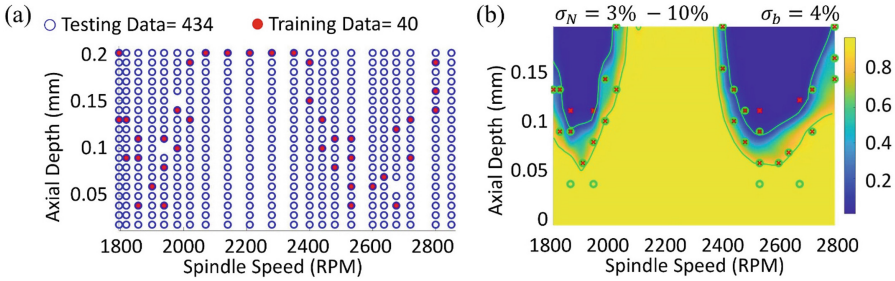 (a)
Testing Data= 434
Training Data= 40
Axial Depth (mm)
0.2
0.15
0.1
0.05
1800 2000 2200 2400 2600 2800
Spindle Speed (RPM)
(b)
σ_N = 3% − 10%
σ_b = 4%
Axial Depth (mm)
0.15
0.1
0.05
0
1800 2000 2200 2400 2600 2800
Spindle Speed (RPM)
0.8
0.6
0.4
0.2